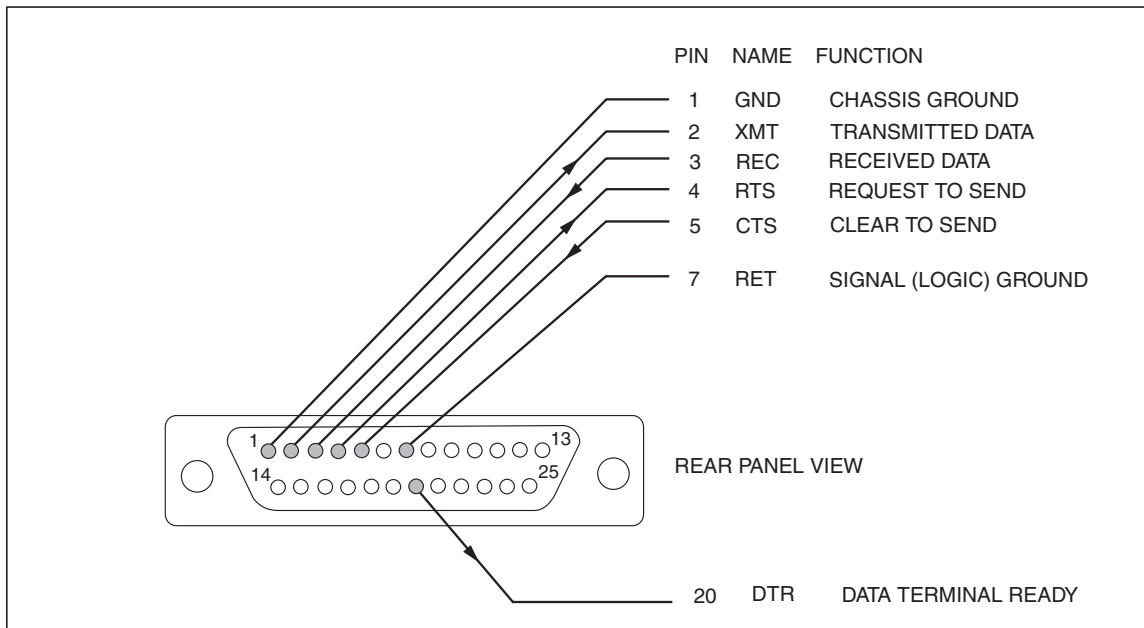 PIN NAME FUNCTION
1 GND CHASSIS GROUND
2 XMT TRANSMITTED DATA
3 REC RECEIVED DATA
4 RTS REQUEST TO SEND
5 CTS CLEAR TO SEND
7 RET SIGNAL (LOGIC) GROUND
1 13
REAR PANEL VIEW
14 25
20 DTR DATA TERMINAL READY